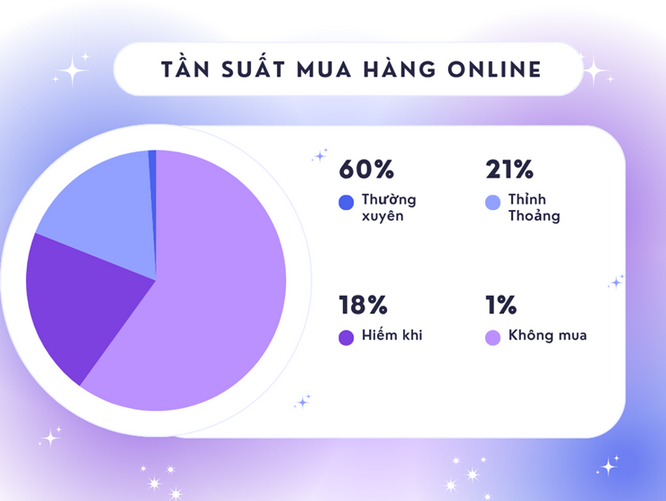 TẦN SUẤT MUA HÀNG ONLINE
60%
Thường
xuyên
21%
Thỉnh
Thoảng
18%
Hiếm khi
1%
Không mua